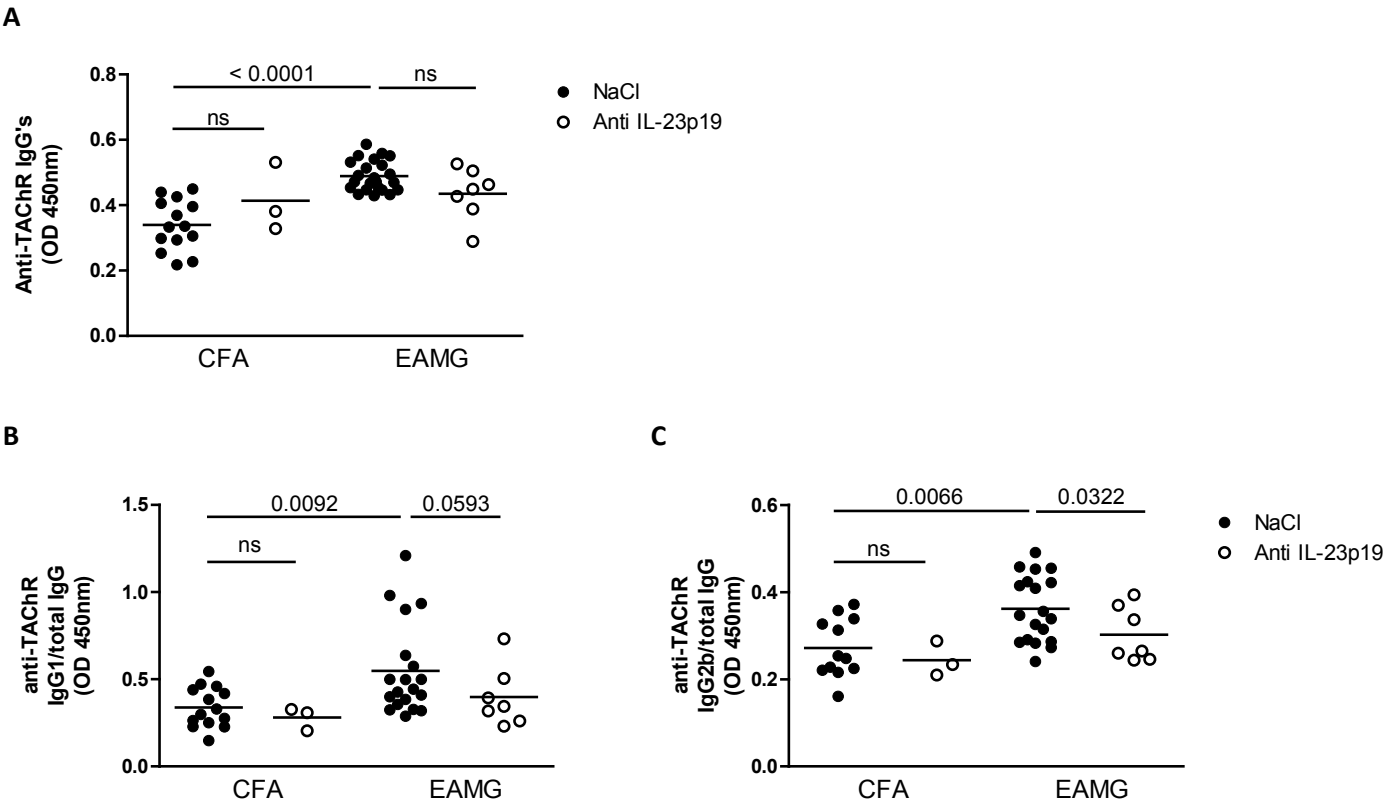 A
0.8
0.6
0.4
0.2
0.0
Anti-TAChR IgG's
(OD 450nm)
< 0.0001
ns
ns
CFA
EAMG
NaCl
Anti IL-23p19
B
1.5
1.0
0.5
0.0
anti-TAChR
IgG1/total IgG
(OD 450nm)
0.0092
0.0593
ns
CFA
EAMG
C
0.6
0.4
0.2
0.0
anti-TAChR
IgG2b/total IgG
(OD 450nm)
0.0066
0.0322
ns
CFA
EAMG
NaCl
Anti IL-23p19